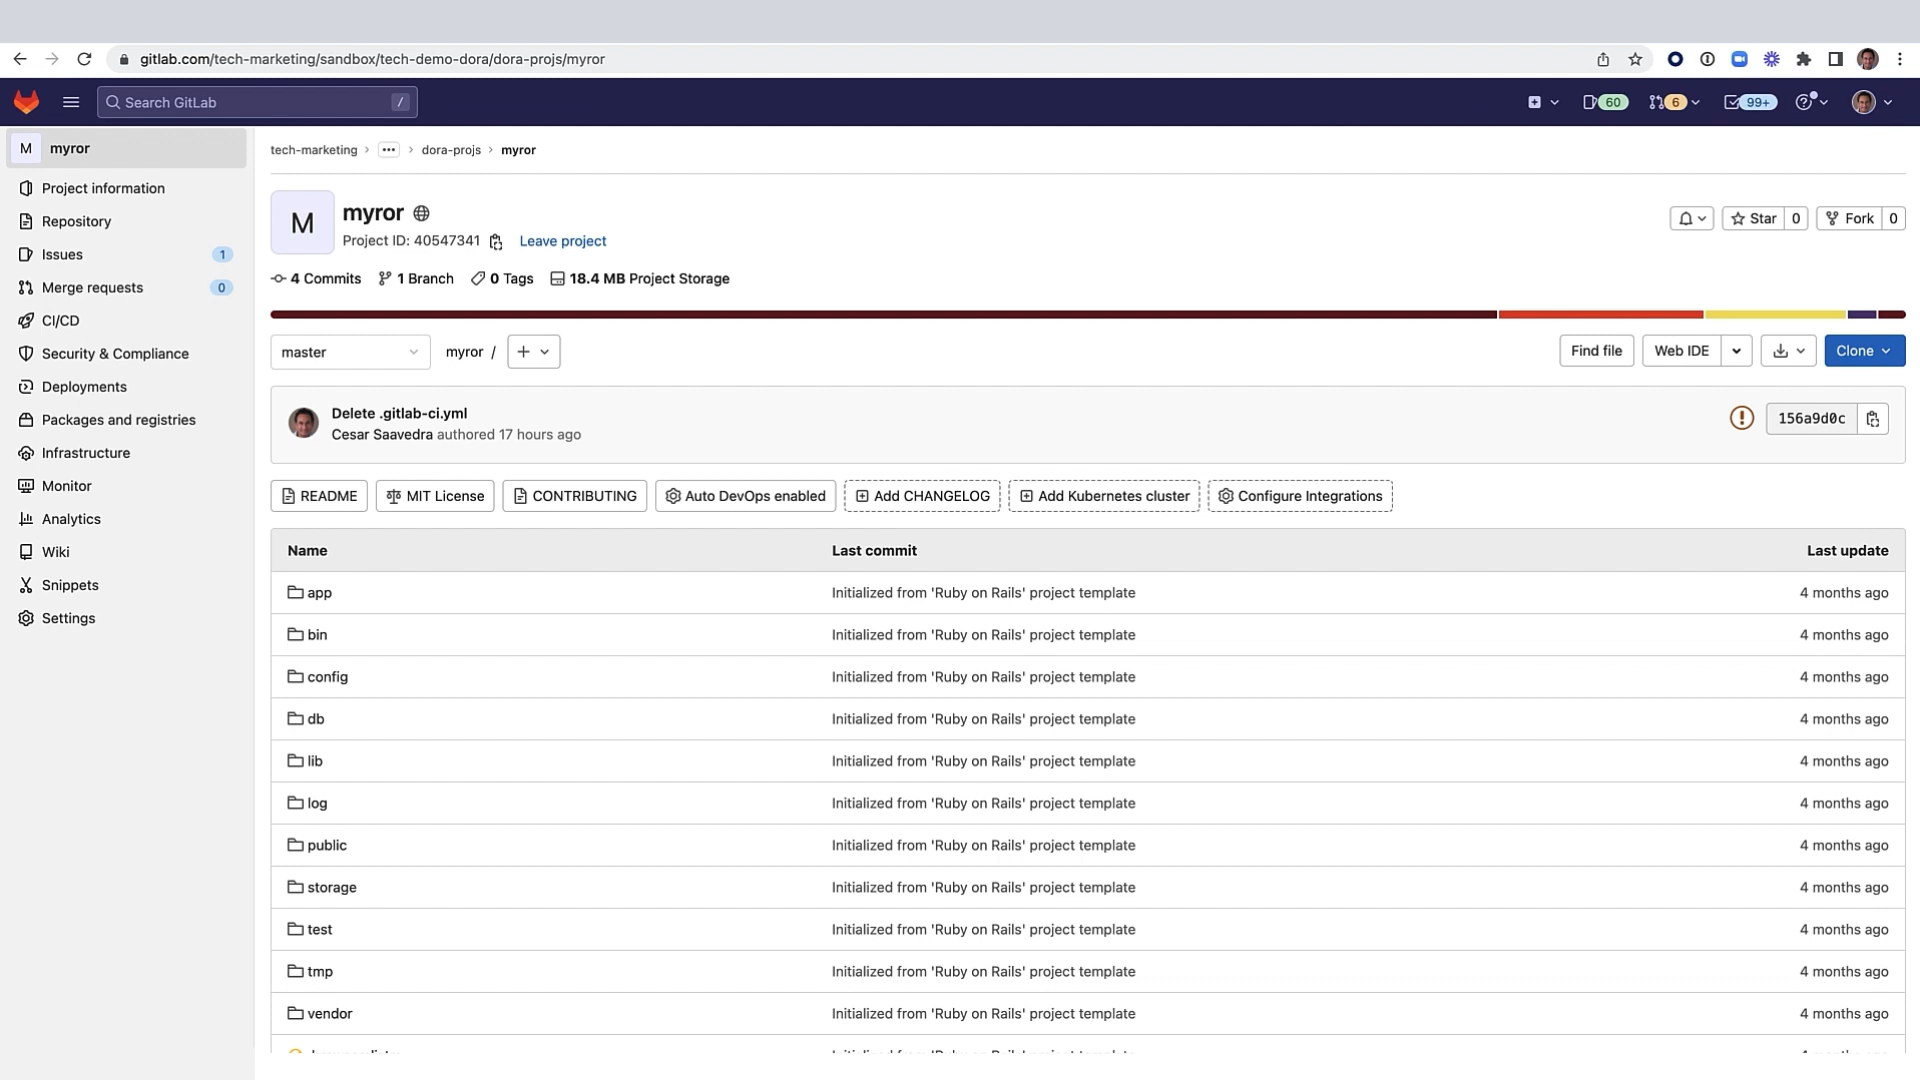 gitlab.com/tech-marketing/sandbox/tech-demo-dora/dora-projs/myror
Search GitLab /
60 6 99+
M myror
Project information
Repository
Issues 1
Merge requests 0
CI/CD
Security & Compliance
Deployments
Packages and registries
Infrastructure
Monitor
Analytics
Wiki
Snippets
Settings
tech-marketing > ... > dora-projs > myror
M
myror
Project ID: 40547341 Leave project
Star 0 Fork 0
4 Commits 1 Branch 0 Tags 18.4 MB Project Storage
master myror / + Find file Web IDE Clone
Delete .gitlab-ci.yml
Cesar Saavedra authored 17 hours ago
156a9d0c
README MIT License CONTRIBUTING Auto DevOps enabled Add CHANGELOG Add Kubernetes cluster Configure Integrations
Name Last commit Last update
app Initialized from 'Ruby on Rails' project template 4 months ago
bin Initialized from 'Ruby on Rails' project template 4 months ago
config Initialized from 'Ruby on Rails' project template 4 months ago
db Initialized from 'Ruby on Rails' project template 4 months ago
lib Initialized from 'Ruby on Rails' project template 4 months ago
log Initialized from 'Ruby on Rails' project template 4 months ago
public Initialized from 'Ruby on Rails' project template 4 months ago
storage Initialized from 'Ruby on Rails' project template 4 months ago
test Initialized from 'Ruby on Rails' project template 4 months ago
tmp Initialized from 'Ruby on Rails' project template 4 months ago
vendor Initialized from 'Ruby on Rails' project template 4 months ago